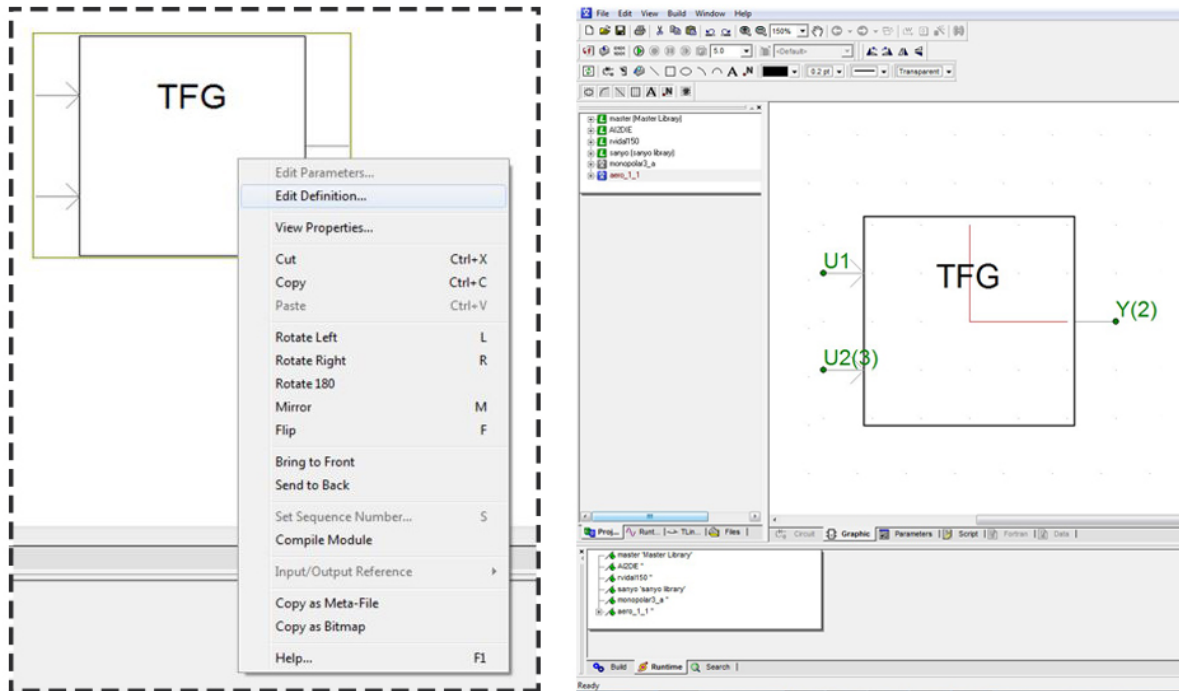 TFG
Edit Parameters...
Edit Definition...
View Properties...
Cut Ctrl+X
Copy Ctrl+C
Paste Ctrl+V
Rotate Left L
Rotate Right R
Rotate 180
Mirror M
Flip F
Bring to Front
Send to Back
Set Sequence Number... S
Compile Module
Input/Output Reference
Copy as Meta-File
Copy as Bitmap
Help... F1
File Edit View Build Window Help
150%
5.0 <Default>
A N 0.2 pt Transparent
A N
master (Master Library)
AI2DIE
rvidal150
sanyo (sanyo library)
monopolar3_a
aero_1_1
TFG
U1
Y(2)
U2(3)
Proj... Runt... TLin... Files
Circuit Graphic Parameters Script Fortran Data
master 'Master Library'
AI2DIE ''
rvidal150 ''
sanyo 'sanyo library'
monopolar3_a ''
aero_1_1 ''
Build Runtime Search
Ready